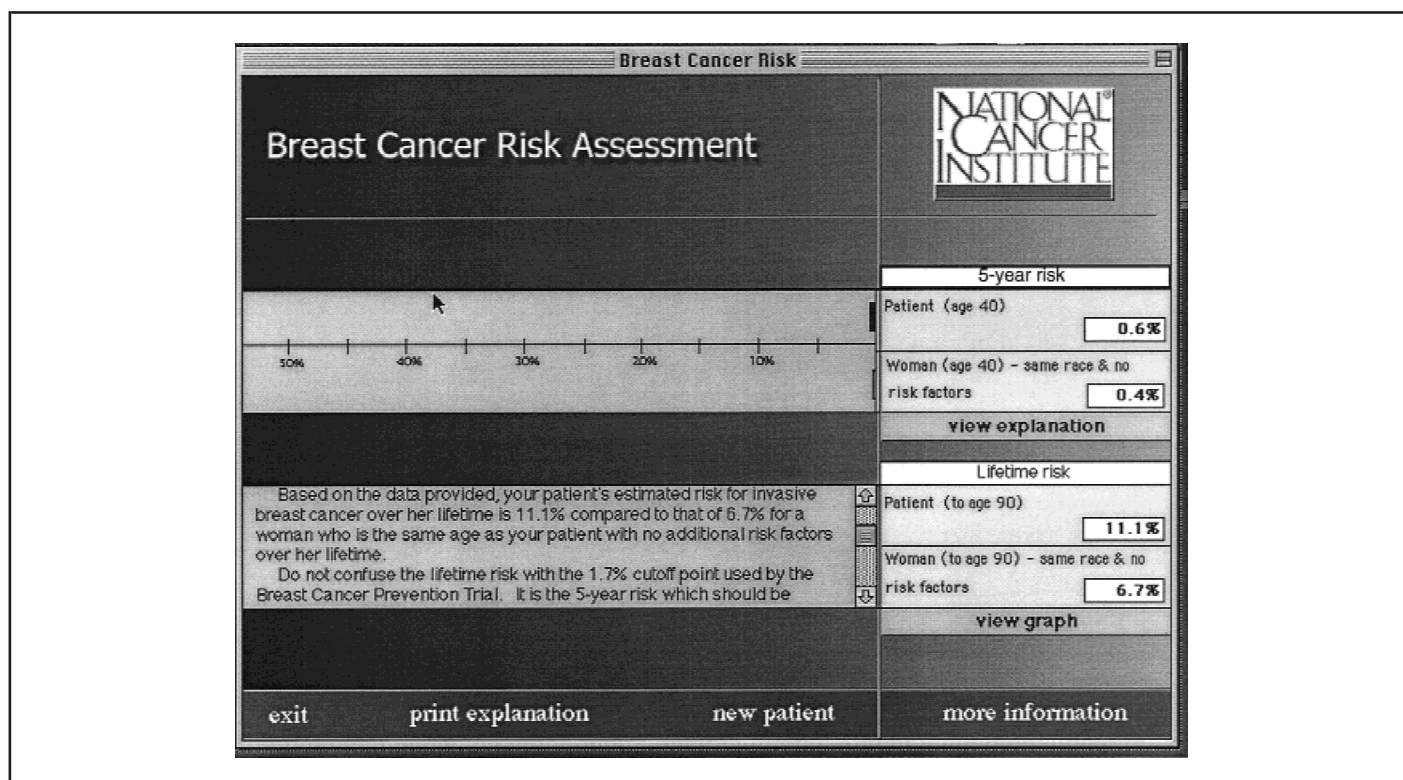 Breast Cancer Risk
Breast Cancer Risk Assessment
NATIONAL®
CANCER
INSTITUTE
5-year risk
Patient (age 40)
0.6%
50% 40% 30% 20% 10%
Woman (age 40) - same race & no
risk factors
0.4%
view explanation
Lifetime risk
Based on the data provided, your patient's estimated risk for invasive
breast cancer over her lifetime is 11.1% compared to that of 6.7% for a
woman who is the same age as your patient with no additional risk factors
over her lifetime.
Do not confuse the lifetime risk with the 1.7% cutoff point used by the
Breast Cancer Prevention Trial. It is the 5-year risk which should be
Patient (to age 90)
11.1%
Woman (to age 90) - same race & no
risk factors
6.7%
view graph
exit print explanation new patient more information